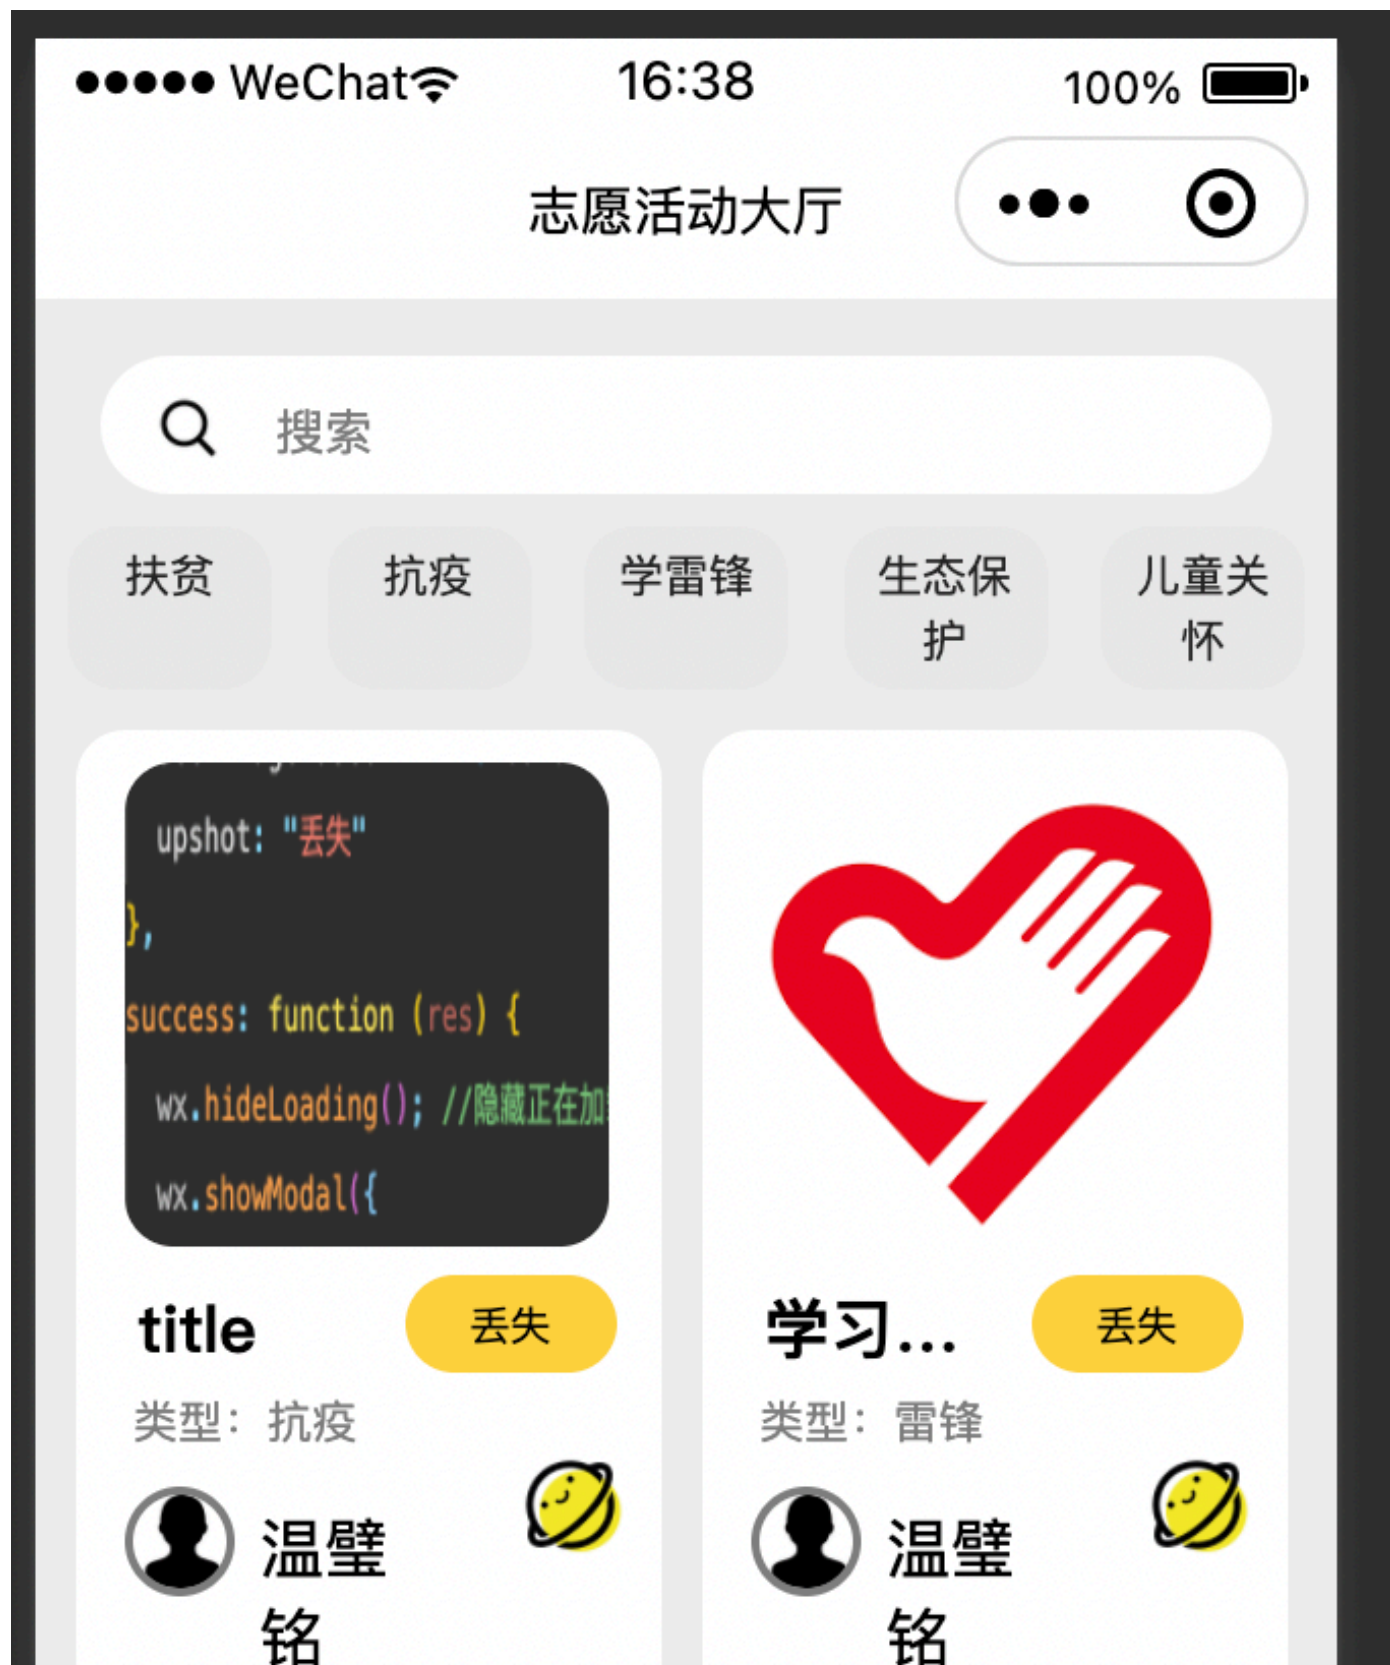 WeChat
16:38
100%
志愿活动大厅
搜索
扶贫
抗疫
学雷锋
生态保
护
儿童关
怀
upshot: "丢失"
},
success: function (res) {
wx.hideLoading(); //隐藏正在加
wx.showModal({
title
丢失
类型：抗疫
温璧
铭
学习...
丢失
类型：雷锋
温璧
铭